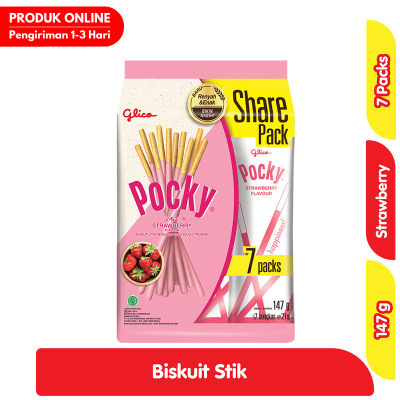 PRODUK ONLINE
Pengiriman 1-3 Hari
glico
Renyah
&Enak
Share
Pack
glico
POCKY
STRAWBERRY
FLAVOUR
POCKY
STRAWBERRY
happiness!
7 packs
147 g
7 Packs
Strawberry
147 g
Biskuit Stik